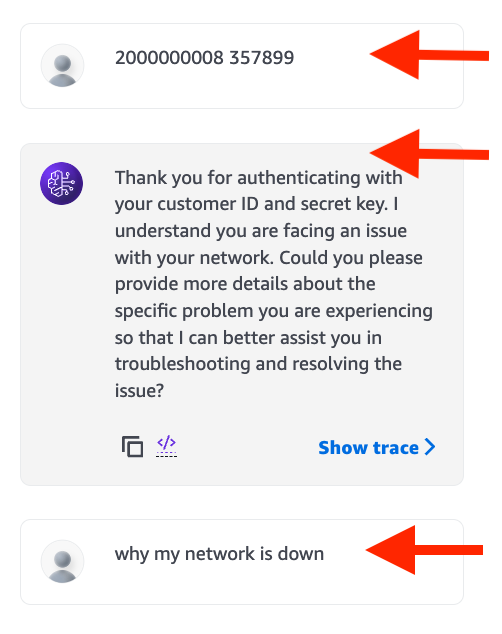 2000000008 357899
Thank you for authenticating with
your customer ID and secret key. I
understand you are facing an issue
with your network. Could you please
provide more details about the
specific problem you are experiencing
so that I can better assist you in
troubleshooting and resolving the
issue?
</>
Show trace
why my network is down